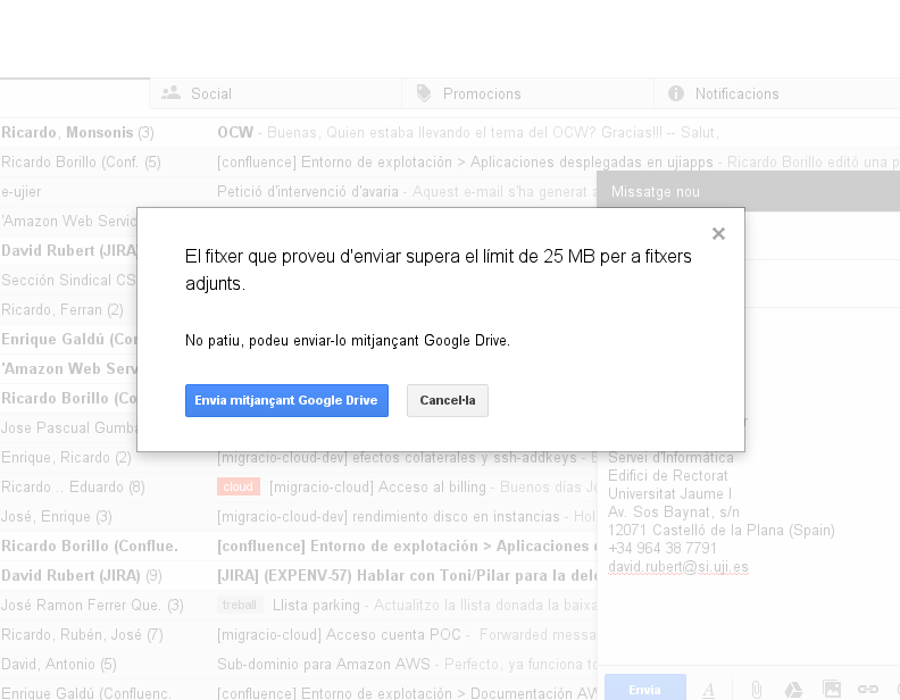 Social
Promocions
Notificacions
Ricardo, Monsonis (3) OCW - Buenas, Quien estaba llevando el tema del OCW? Gracias!!! -- Salut,
Ricardo Borillo (Conf. (5) [confluence] Entorno de explotación > Aplicaciones desplegadas en ujiapps - Ricardo Borillo editó una p
e-ujier Petició d'intervenció d'avaria - Aquest e-mail s'ha generat a
Missatge nou
'Amazon Web Servic
David Rubert (JIRA)
Sección Sindical CS
Ricardo, Ferran (2)
Enrique Galdú (Con
'Amazon Web Serv
Ricardo Borillo (Co
Jose Pascual Gumba
El fitxer que proveu d'enviar supera el límit de 25 MB per a fitxers
adjunts.
No patiu, podeu enviar-lo mitjançant Google Drive.
Envia mitjançant Google Drive
Cancel·la
Enrique, Ricardo (2) [migracio-cloud-dev] efectos colaterales y ssh-addkeys - E
Ricardo .. Eduardo (8) cloud [migracio-cloud] Acceso al billing - Buenos días Jo
José, Enrique (3) [migracio-cloud-dev] rendimiento disco en instancias - Hol
Ricardo Borillo (Conflue. [confluence] Entorno de explotación > Aplicaciones
David Rubert (JIRA) (9) [JIRA] (EXPENV-57) Hablar con Toni/Pilar para la dele
José Ramon Ferrer Que. (3) treball Llista parking - Actualitzo la llista donada la baixa
Ricardo, Rubén, José (7) [migracio-cloud] Acceso cuenta POC - Forwarded messa
David, Antonio (5) Sub-dominio para Amazon AWS - Perfecto, ya funciona to
Enrique Galdú (Confluenc. [confluence] Entorno de explotación > Documentación AW
Servei d'Informàtica
Edifici de Rectorat
Universitat Jaume I
Av. Sos Baynat, s/n
12071 Castelló de la Plana (Spain)
+34 964 38 7791
david.rubert@si.uji.es
Envia